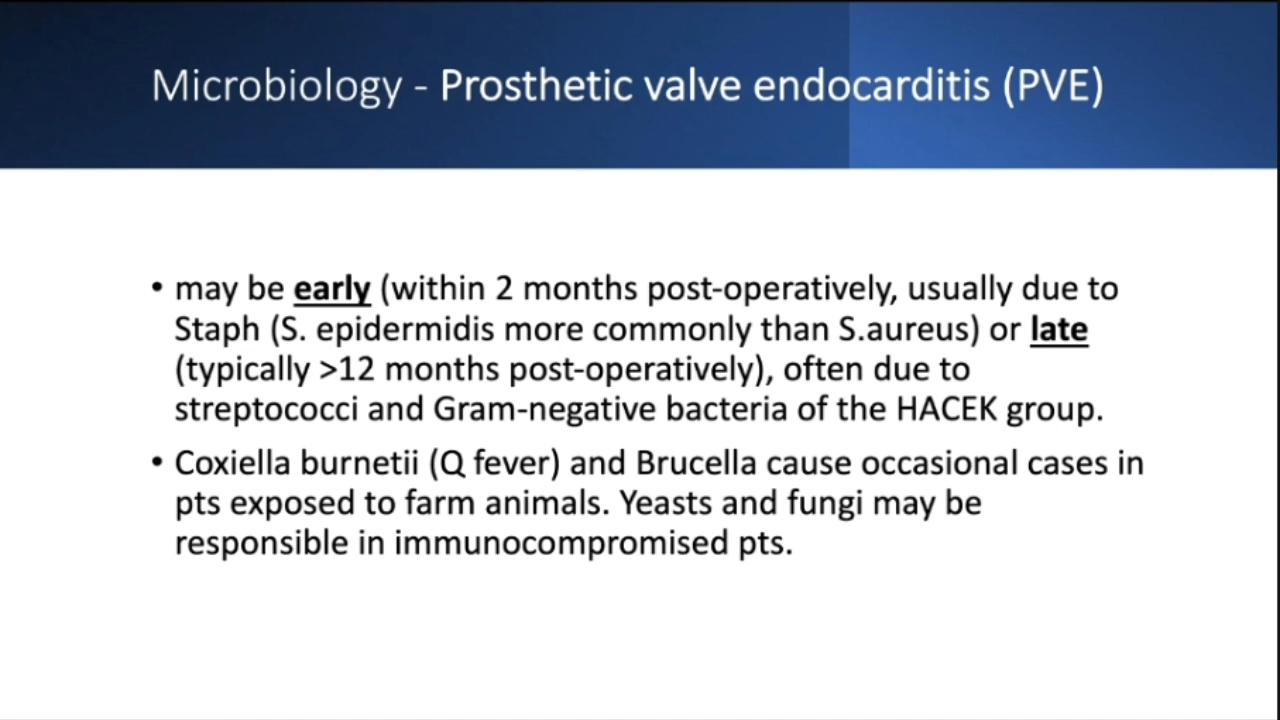 Microbiology - Prosthetic valve endocarditis (PVE)
• may be early (within 2 months post-operatively, usually due to
Staph (S. epidermidis more commonly than S.aureus) or late
(typically >12 months post-operatively), often due to
streptococci and Gram-negative bacteria of the HACEK group.
• Coxiella burnetii (Q fever) and Brucella cause occasional cases in
pts exposed to farm animals. Yeasts and fungi may be
responsible in immunocompromised pts.